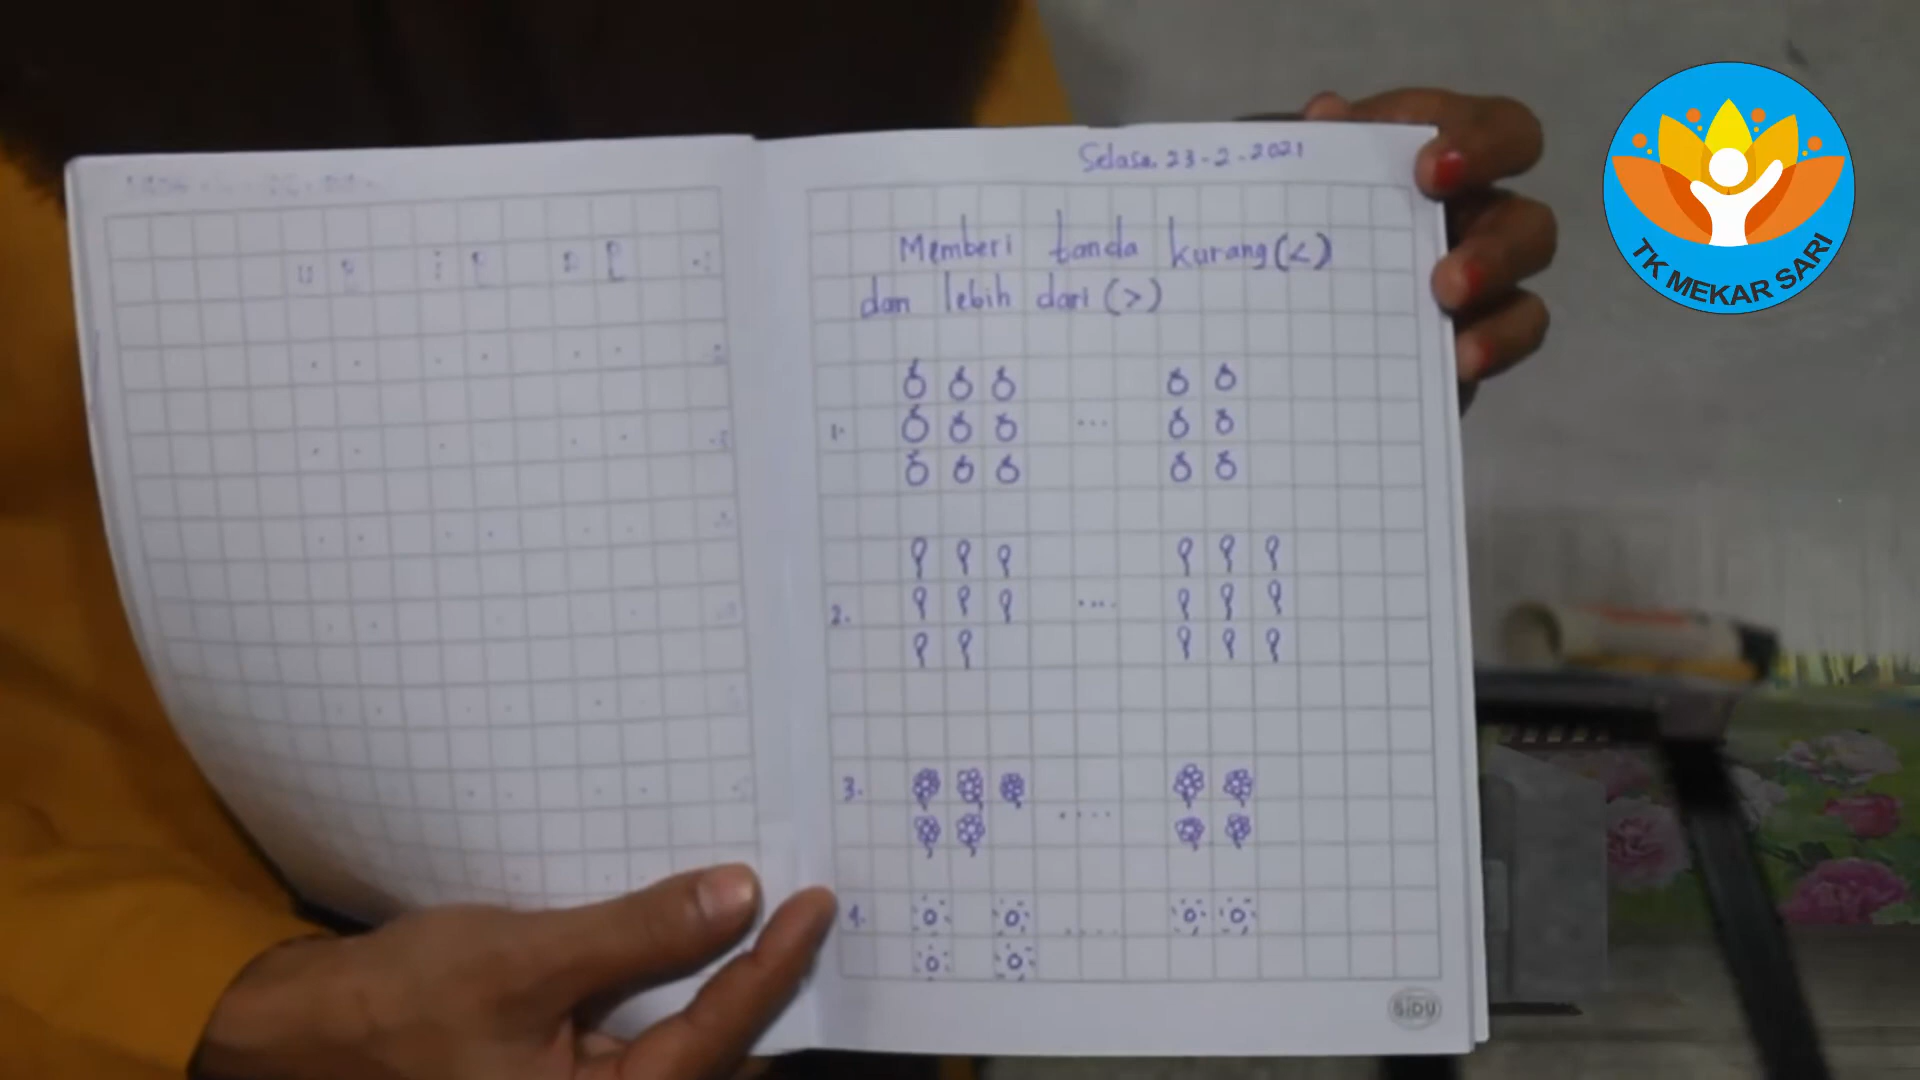 Selasa. 23-2-2021
Memberi tanda kurang (<)
dan lebih dari (>)
1. ...
2. ....
3. ....
4. ....
SiDU
TK MEKAR SARI